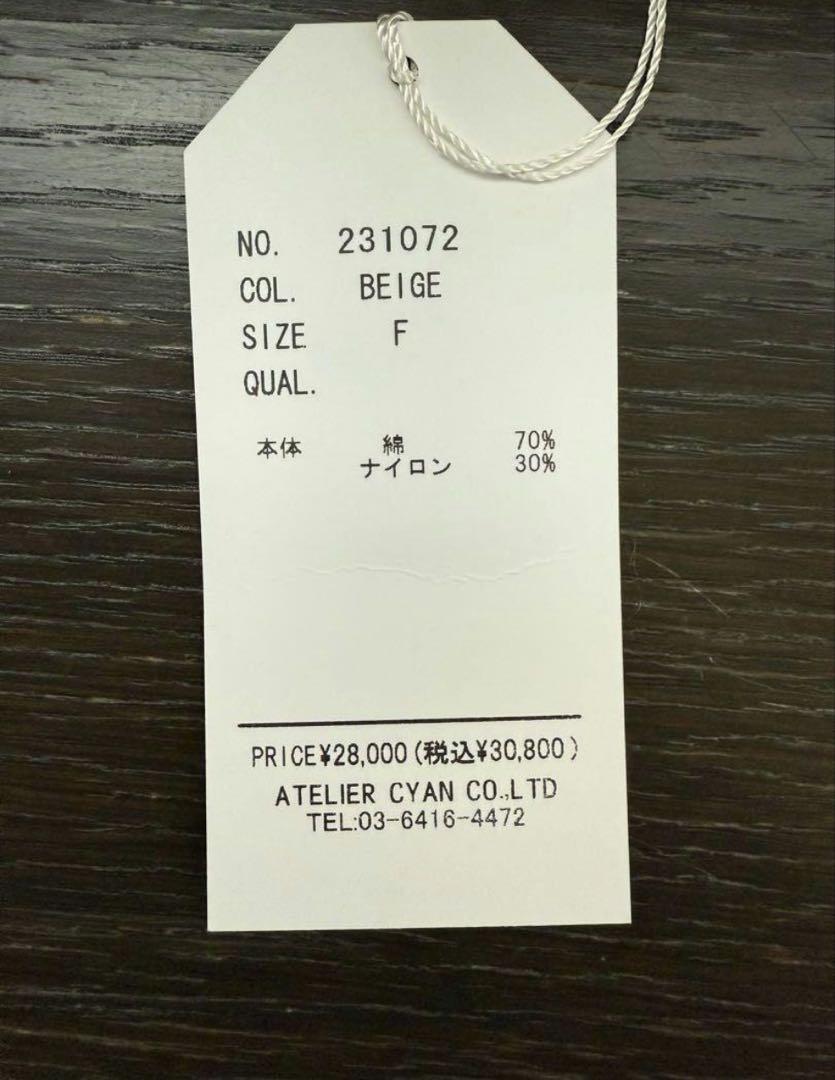 NO. 231072
COL. BEIGE
SIZE F
QUAL.
本体 綿 70%
ナイロン 30%
PRICE¥28,000(税込¥30,800)
ATELIER CYAN CO.,LTD
TEL:03-6416-4472